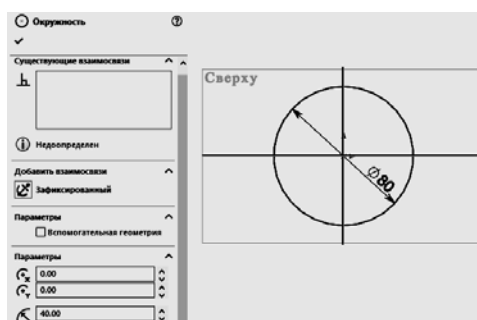 Окружность
Существующие взаимосвязи
Недоопределен
Добавить взаимосвязи
Зафиксированный
Параметры
Вспомогательная геометрия
Параметры
0.00
0.00
40.00
Сверху
Ø80